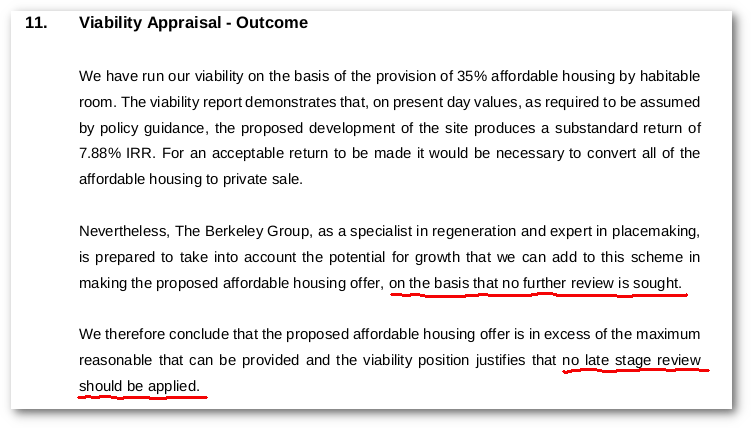 11. Viability Appraisal - Outcome
We have run our viability on the basis of the provision of 35% affordable housing by habitable
room. The viability report demonstrates that, on present day values, as required to be assumed
by policy guidance, the proposed development of the site produces a substandard return of
7.88% IRR. For an acceptable return to be made it would be necessary to convert all of the
affordable housing to private sale.
Nevertheless, The Berkeley Group, as a specialist in regeneration and expert in placemaking,
is prepared to take into account the potential for growth that we can add to this scheme in
making the proposed affordable housing offer, on the basis that no further review is sought.
We therefore conclude that the proposed affordable housing offer is in excess of the maximum
reasonable that can be provided and the viability position justifies that no late stage review
should be applied.